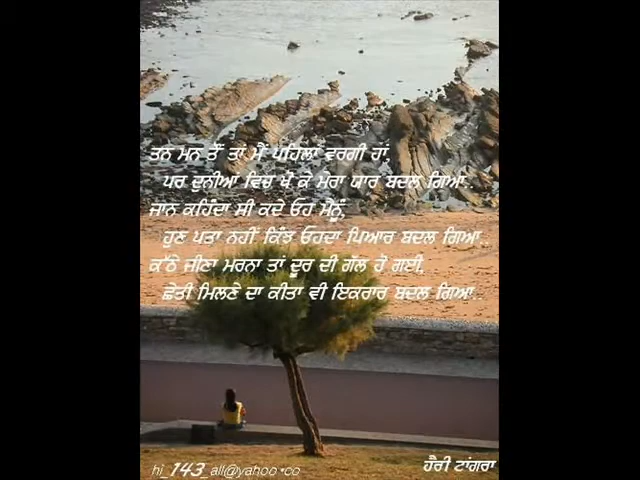 ਤਨ ਮਨ ਤੌਂ ਤਾਂ ਮੈਂ ਪਹਿਲਾ ਵਰਗੀ ਹਾਂ,
ਪਰ ਦੁਨੀਆ ਵਿਚ ਖੌ ਕੇ ਮੇਰਾ ਯਾਰ ਬਦਲ ਗਿਆ..
ਜਾਨ ਕਹਿੰਦਾ ਸੀ ਕਦੇ ਓਹ ਮੈਨੂੰ,
ਹੁਣ ਪਤਾ ਨਹੀਂ ਕਿੰਝ ਓਹਦਾ ਪਿਆਰ ਬਦਲ ਗਿਆ..
ਕੱਠੇ ਜੀਣਾ ਮਰਨਾ ਤਾਂ ਦੂਰ ਦੀ ਗੱਲ ਹੋ ਗਈ,
ਛੇਤੀ ਮਿਲਣੇ ਦਾ ਕੀਤਾ ਵੀ ਇਕਰਾਰ ਬਦਲ ਗਿਆ..
ਹੈਰੀ ਟਾਂਗਰਾ
hi_143_all@yahoo•co